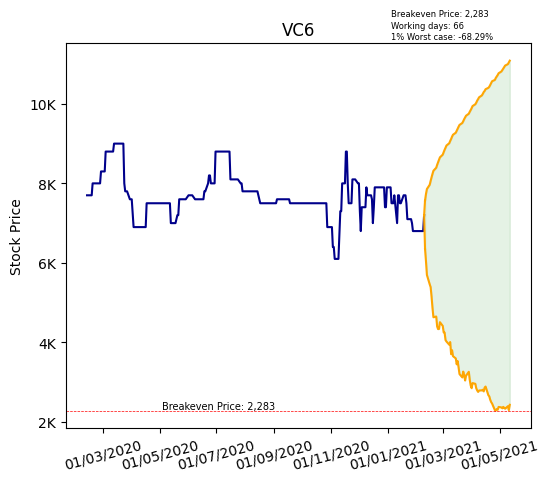 Breakeven Price: 2,283
Working days: 66
1% Worst case: -68.29%
VC6
Stock Price
10K
8K
6K
4K
2K
Breakeven Price: 2,283
01/03/2020
01/05/2020
01/07/2020
01/09/2020
01/11/2020
01/01/2021
01/03/2021
01/05/2021